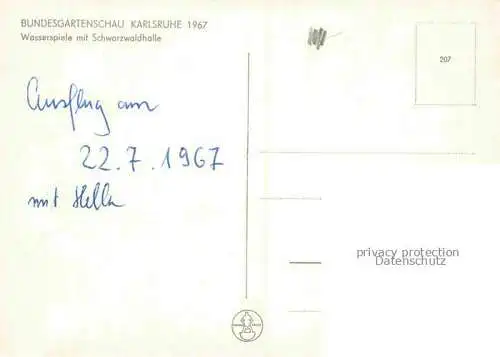 BUNDESGARTENSCHAU KARLSRUHE 1967
Wasserspiele mit Schwarzwaldhalle
207
Ausflug am
22.7.1967
mit Hella
privacy protection
Datenschutz